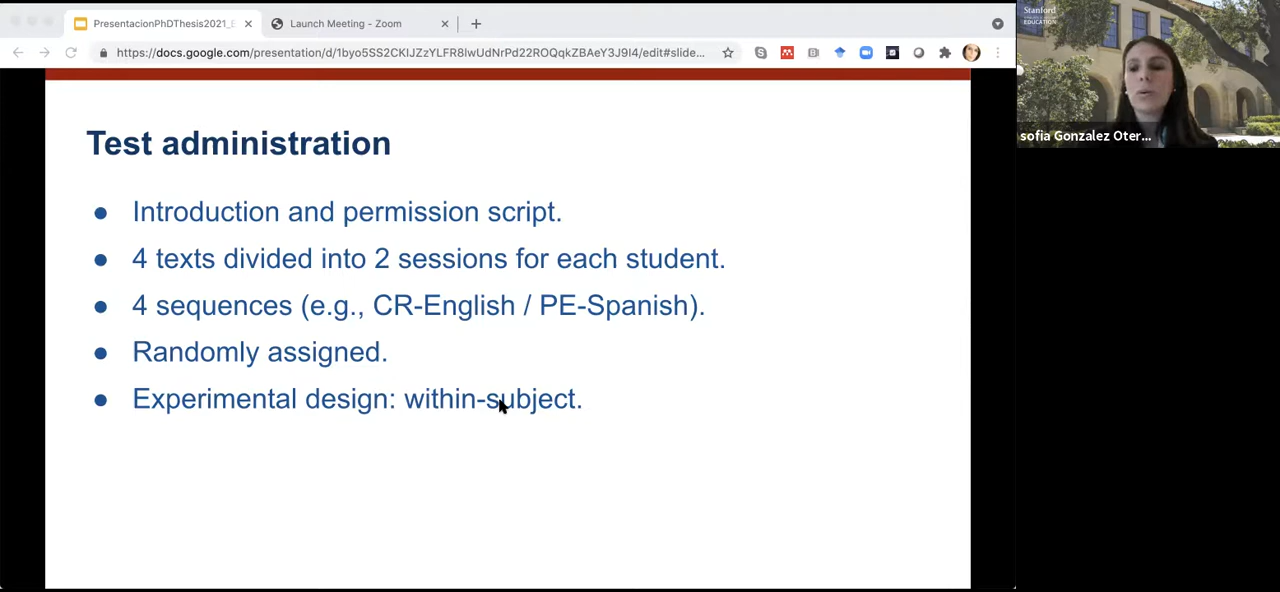 PresentacionPhDThesis2021_E
Launch Meeting - Zoom
https://docs.google.com/presentation/d/1byo5SS2CKIJZzYLFR8lwUdNrPd22ROQqkZBAeY3J9I4/edit#slide...
Stanford
EDUCATION
sofia Gonzalez Oter...
Test administration
● Introduction and permission script.
● 4 texts divided into 2 sessions for each student.
● 4 sequences (e.g., CR-English / PE-Spanish).
● Randomly assigned.
● Experimental design: within-subject.